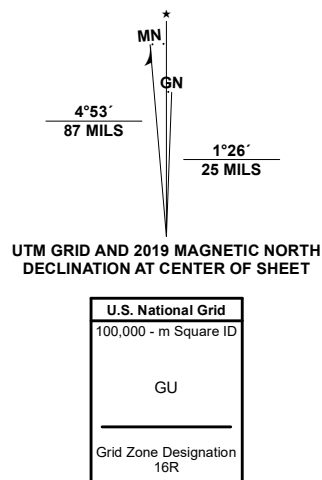 MN
GN
4°53´
87 MILS
1°26´
25 MILS
UTM GRID AND 2019 MAGNETIC NORTH
DECLINATION AT CENTER OF SHEET
U.S. National Grid
100,000 - m Square ID
GU
Grid Zone Designation
16R